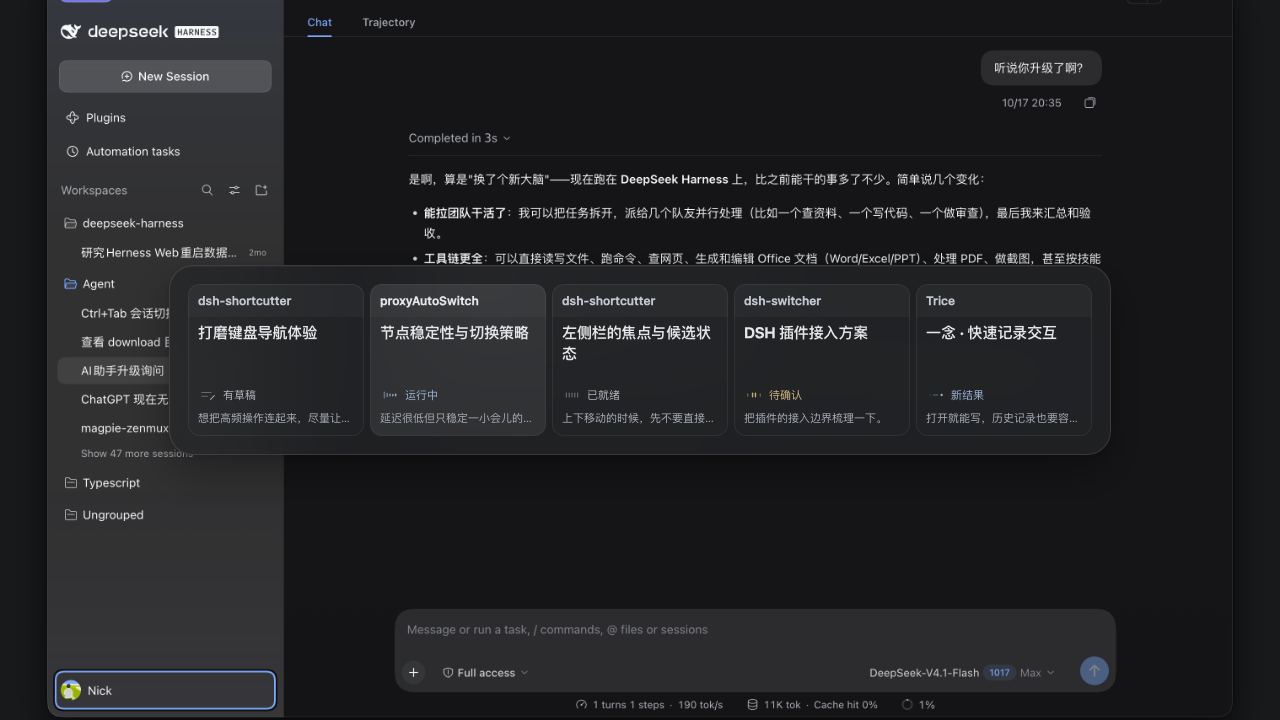 deepseek HARNESS
New Session
Plugins
Automation tasks
Workspaces
deepseek-harness
研究Herness Web重启数据... 2mo
Agent
Ctrl+Tab 会话切
查看 download
AI助手升级询问
ChatGPT 现在无
magpie-zenmux
Show 47 more sessions
Typescript
Ungrouped
Nick
Chat Trajectory
听说你升级了啊?
10/17 20:35
Completed in 3s
是啊，算是"换了个新大脑"——现在跑在 DeepSeek Harness 上，比之前能干的事多了不少。简单说几个变化：
• 能拉团队干活了：我可以把任务拆开，派给几个队友并行处理（比如一个查资料、一个写代码、一个做审查），最后我来汇总和验
收。
• 工具链更全：可以直接读写文件、跑命令、查网页、生成和编辑 Office 文档（Word/Excel/PPT）、处理 PDF、做截图，甚至按技能
dsh-shortcutter
打磨键盘导航体验
有草稿
想把高频操作连起来，尽量让...
proxyAutoSwitch
节点稳定性与切换策略
运行中
延迟很低但只稳定一小会儿的...
dsh-shortcutter
左侧栏的焦点与候选状
态
已就绪
上下移动的时候，先不要直接...
dsh-switcher
DSH 插件接入方案
待确认
把插件的接入边界梳理一下。
Trice
一念 · 快速记录交互
新结果
打开就能写，历史记录也要容...
Message or run a task, / commands, @ files or sessions
Full access
DeepSeek-V4.1-Flash 1017 Max
1 turns 1 steps · 190 tok/s 11K tok · Cache hit 0% 1%